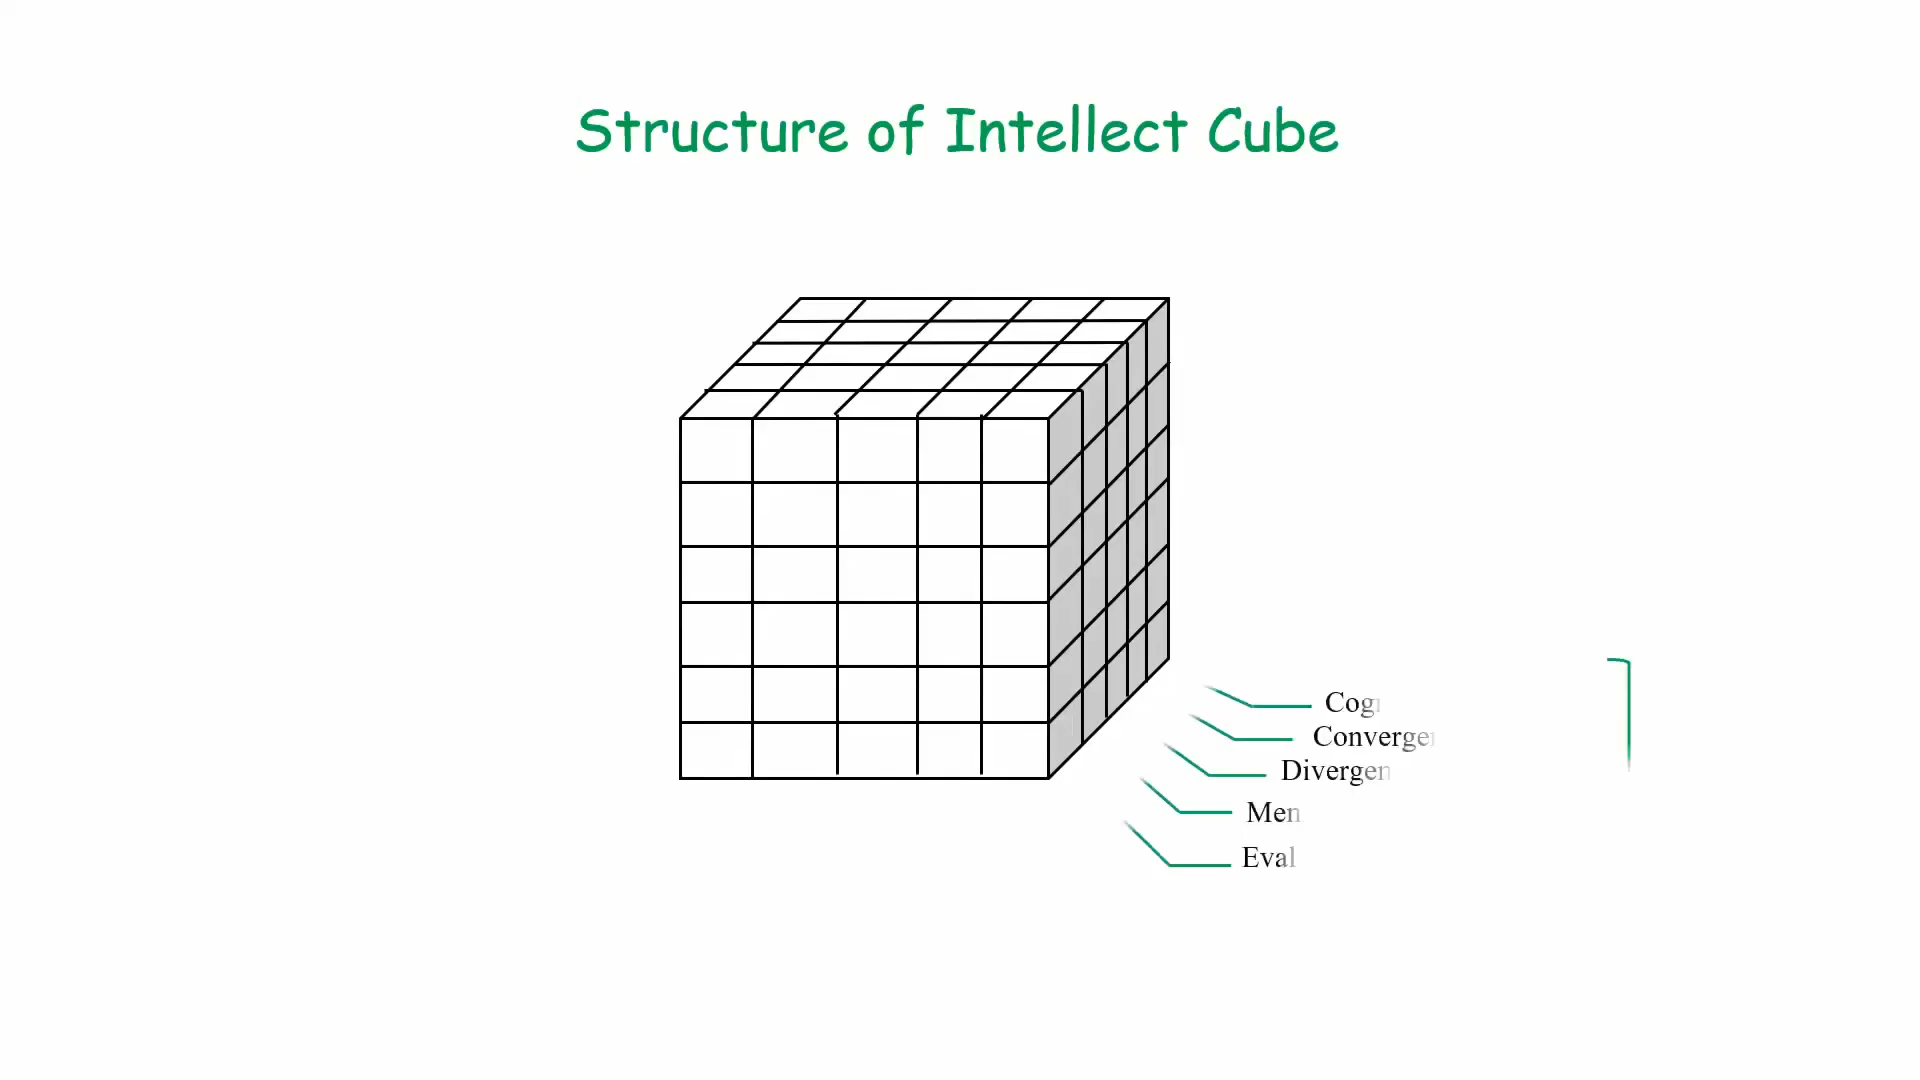 Structure of Intellect Cube
Cog
Converge
Divergen
Men
Eval